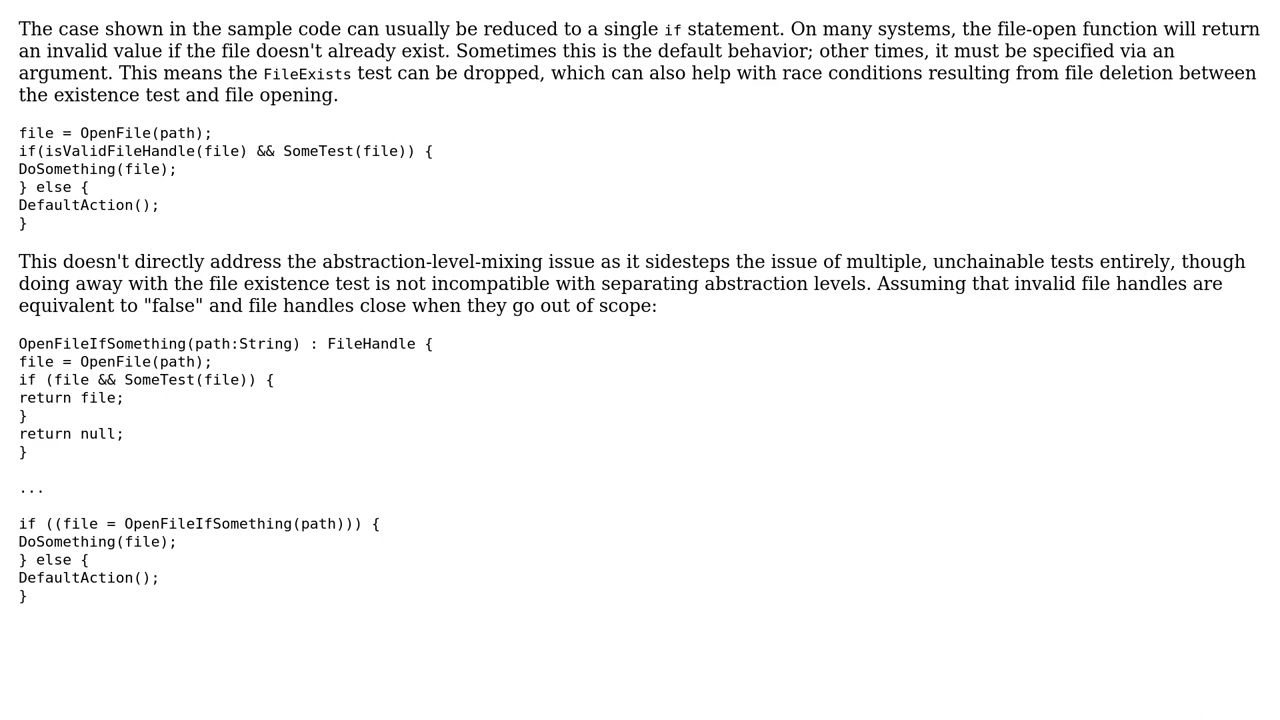 The case shown in the sample code can usually be reduced to a single if statement. On many systems, the file-open function will return
an invalid value if the file doesn't already exist. Sometimes this is the default behavior; other times, it must be specified via an
argument. This means the FileExists test can be dropped, which can also help with race conditions resulting from file deletion between
the existence test and file opening.
file = OpenFile(path);
if(isValidFileHandle(file) && SomeTest(file)) {
DoSomething(file);
} else {
DefaultAction();
}
This doesn't directly address the abstraction-level-mixing issue as it sidesteps the issue of multiple, unchainable tests entirely, though
doing away with the file existence test is not incompatible with separating abstraction levels. Assuming that invalid file handles are
equivalent to "false" and file handles close when they go out of scope:
OpenFileIfSomething(path:String) : FileHandle {
file = OpenFile(path);
if (file && SomeTest(file)) {
return file;
}
return null;
}
...
if ((file = OpenFileIfSomething(path))) {
DoSomething(file);
} else {
DefaultAction();
}